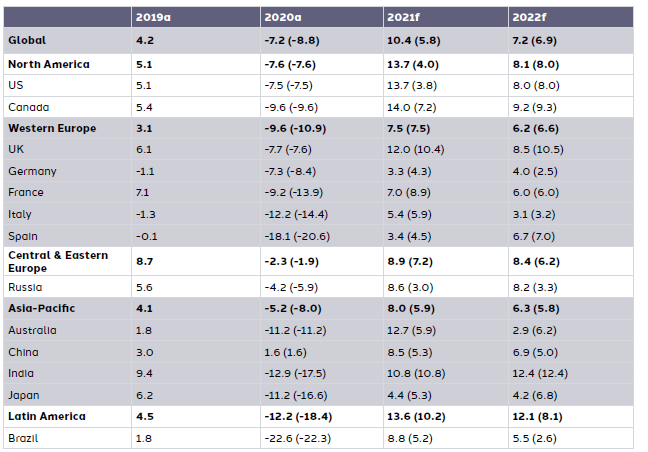 2019a 2020a 2021f 2022f
Global 4.2 -7.2 (-8.8) 10.4 (5.8) 7.2 (6.9)
North America 5.1 -7.6 (-7.6) 13.7 (4.0) 8.1 (8.0)
US 5.1 -7.5 (-7.5) 13.7 (3.8) 8.0 (8.0)
Canada 5.4 -9.6 (-9.6) 14.0 (7.2) 9.2 (9.3)
Western Europe 3.1 -9.6 (-10.9) 7.5 (7.5) 6.2 (6.6)
UK 6.1 -7.7 (-7.6) 12.0 (10.4) 8.5 (10.5)
Germany -1.1 -7.3 (-8.4) 3.3 (4.3) 4.0 (2.5)
France 7.1 -9.2 (-13.9) 7.0 (8.9) 6.0 (6.0)
Italy -1.3 -12.2 (-14.4) 5.4 (5.9) 3.1 (3.2)
Spain -0.1 -18.1 (-20.6) 3.4 (4.5) 6.7 (7.0)
Central & Eastern
Europe 8.7 -2.3 (-1.9) 8.9 (7.2) 8.4 (6.2)
Russia 5.6 -4.2 (-5.9) 8.6 (3.0) 8.2 (3.3)
Asia-Pacific 4.1 -5.2 (-8.0) 8.0 (5.9) 6.3 (5.8)
Australia 1.8 -11.2 (-11.2) 12.7 (5.9) 2.9 (6.2)
China 3.0 1.6 (1.6) 8.5 (5.3) 6.9 (5.0)
India 9.4 -12.9 (-17.5) 10.8 (10.8) 12.4 (12.4)
Japan 6.2 -11.2 (-16.6) 4.4 (5.3) 4.2 (6.8)
Latin America 4.5 -12.2 (-18.4) 13.6 (10.2) 12.1 (8.1)
Brazil 1.8 -22.6 (-22.3) 8.8 (5.2) 5.5 (2.6)